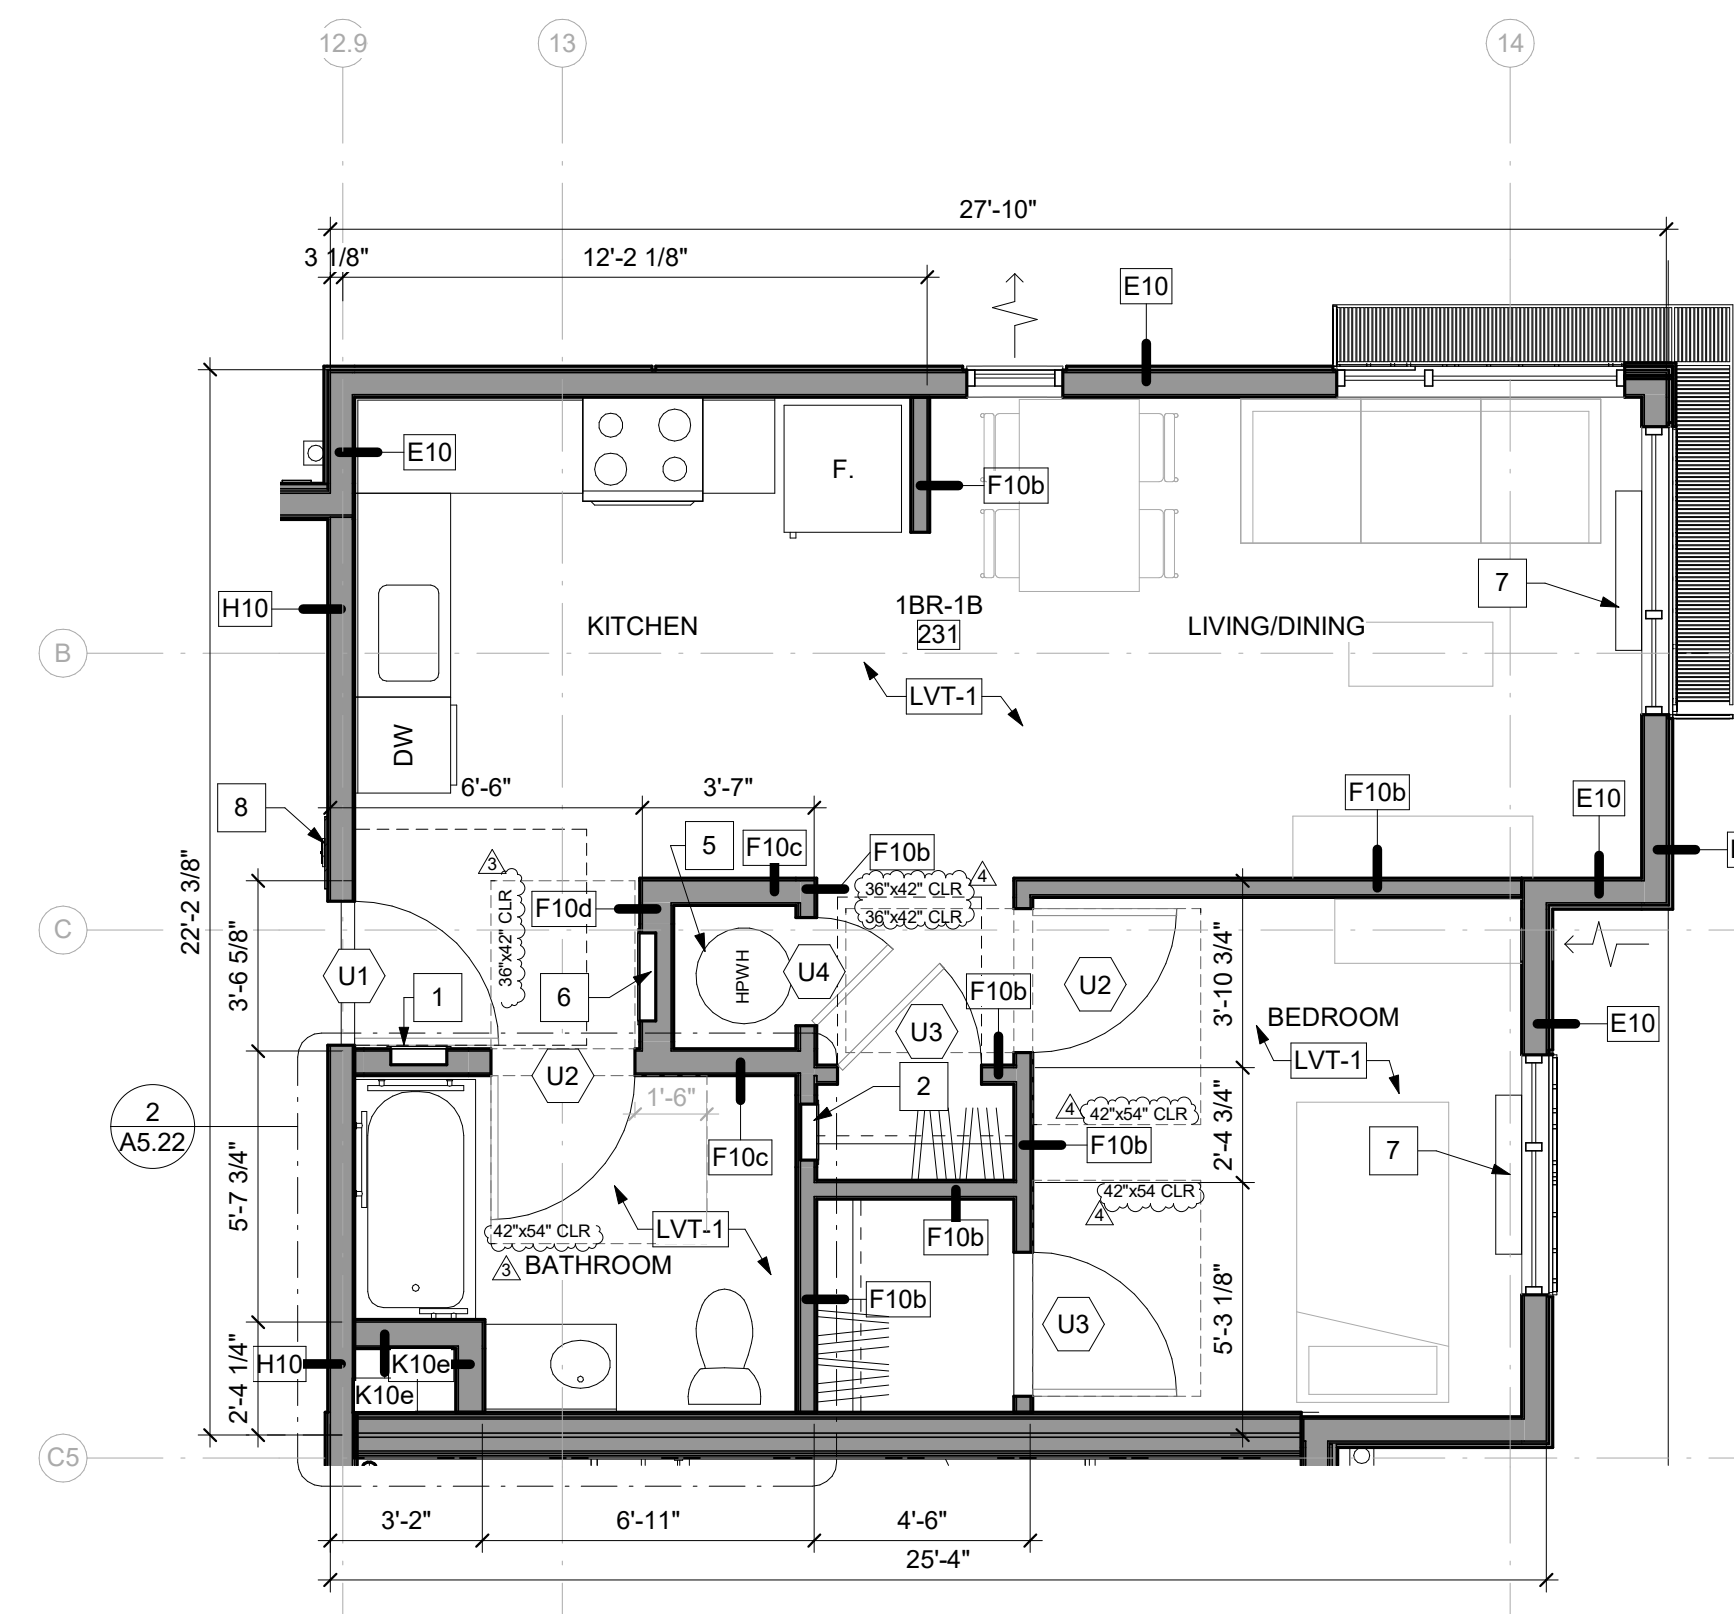 12.9
13
14
27'-10"
3 1/8"
12'-2 1/8"
E10
E10
F.
F10b
H10
7
KITCHEN
1BR-1B
231
LIVING/DINING
B
LVT-1
DW
6'-6"
3'-7"
F10b
E10
8
5
F10c
F10b
22'-2 3/8"
3
4
36"x42" CLR
36"x42" CLR
36"x42" CLR
F10d
C
3'-6 5/8"
U1
1
6
HPWH
U4
F10b
U2
3'-10 3/4"
BEDROOM
E10
U3
LVT-1
U2
2
1'-6"
4
42"x54" CLR
2
A5.22
F10c
F10b
2'-4 3/4"
7
5'-7 3/4"
42"x54 CLR
4
LVT-1
42"x54" CLR
F10b
3
BATHROOM
F10b
5'-3 1/8"
U3
H10
K10e
K10e
2'-4 1/4"
C5
3'-2"
6'-11"
4'-6"
25'-4"